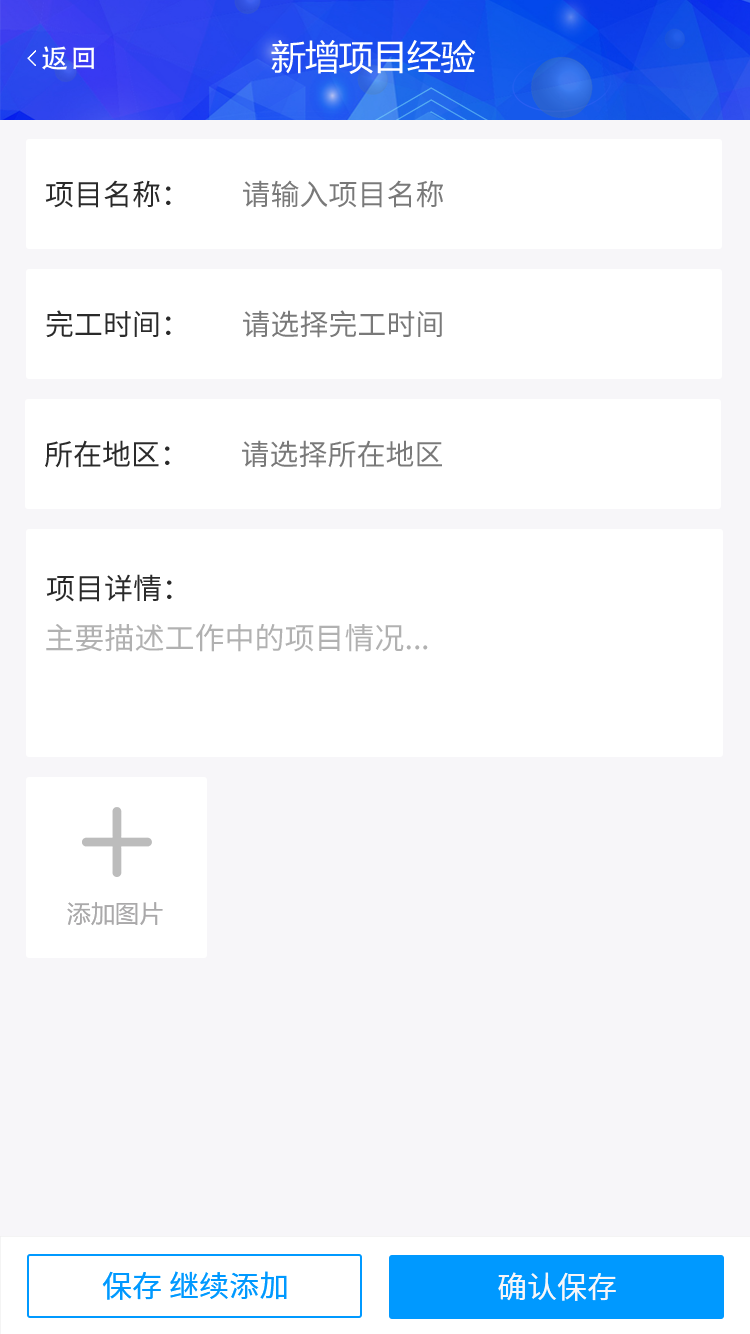 返回
新增项目经验
项目名称： 请输入项目名称
完工时间： 请选择完工时间
所在地区： 请选择所在地区
项目详情：
主要描述工作中的项目情况...
添加图片
保存 继续添加
确认保存